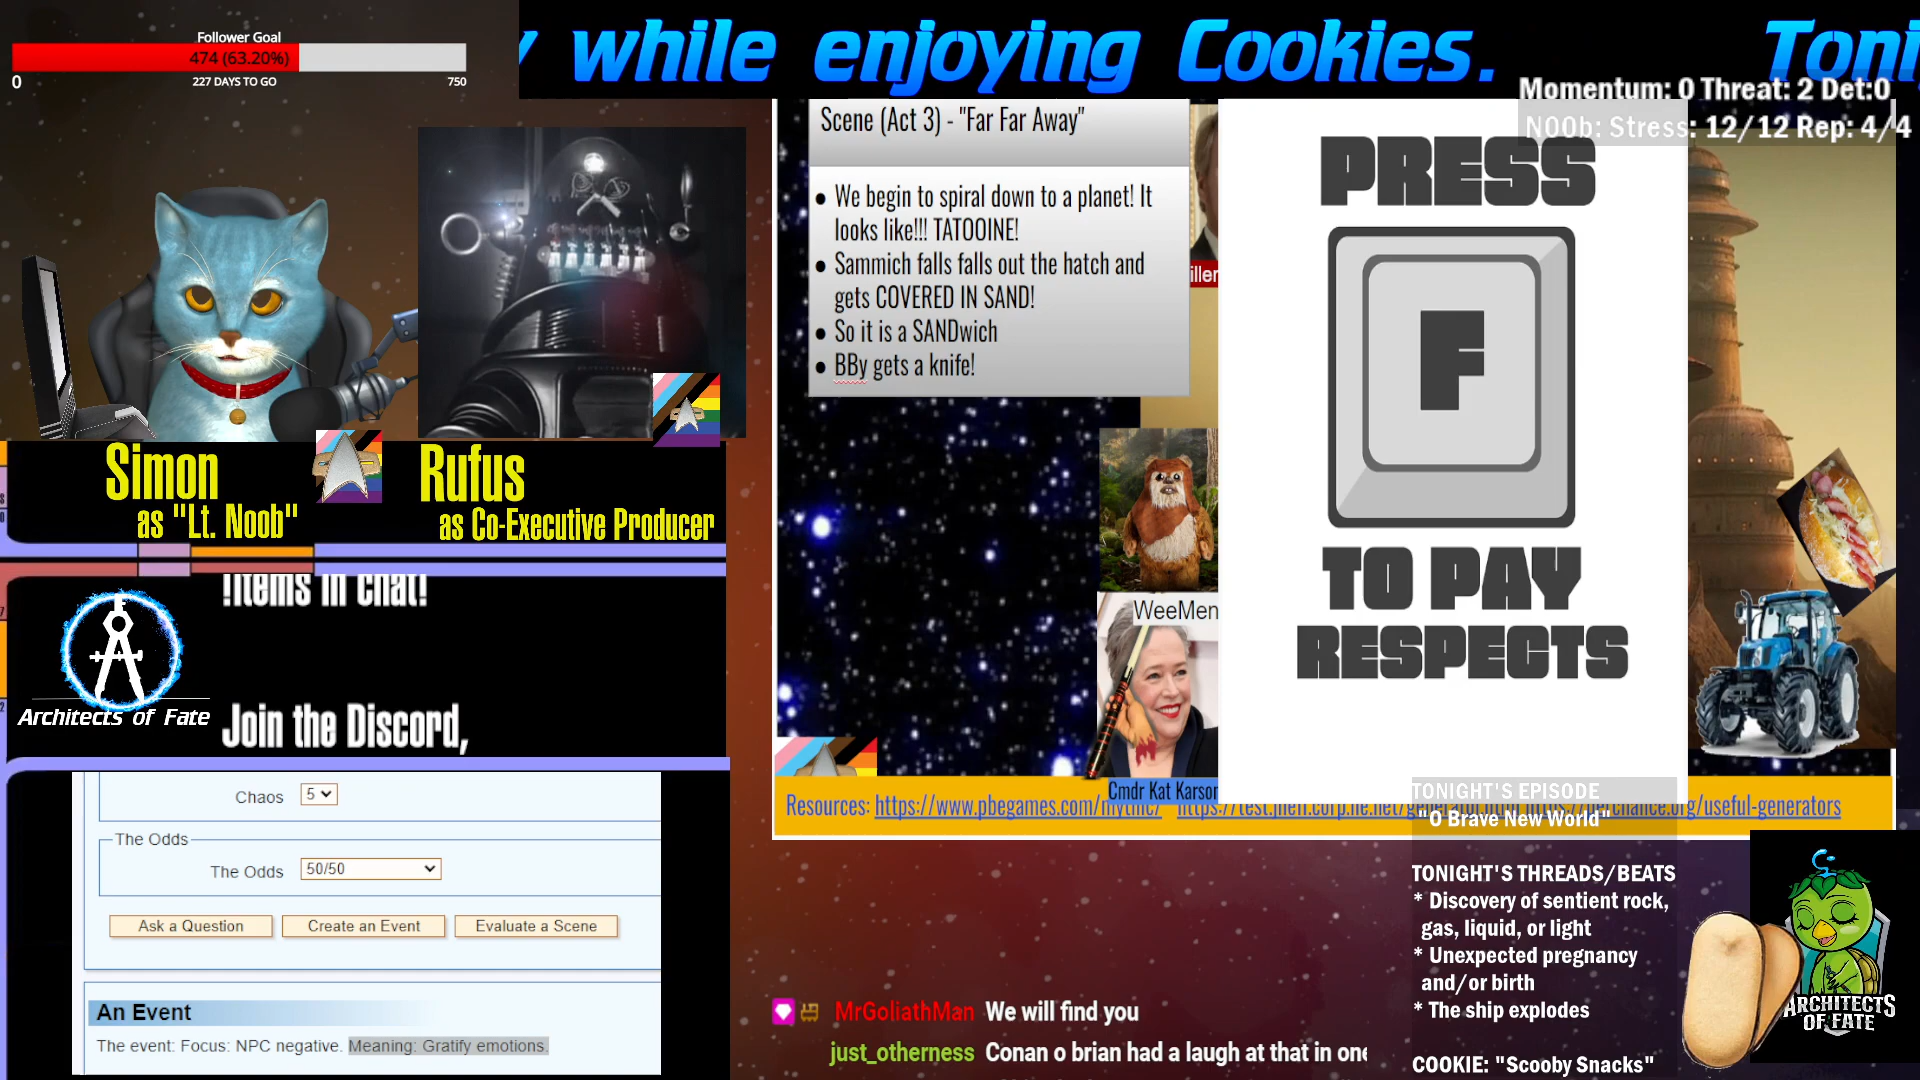 Follower Goal
474 (63.20%)
0
227 DAYS TO GO
750
while enjoying Cookies.
Toni
Momentum: 0 Threat: 2 Det:0
N00b: Stress: 12/12 Rep: 4/4
Scene (Act 3) - "Far Far Away"
• We begin to spiral down to a planet! It
looks like!!! TATOOINE!
• Sammich falls falls out the hatch and
gets COVERED IN SAND!
• So it is a SANDwich
• BBy gets a knife!
iller
PRESS
F
TO PAY
RESPECTS
Simon
as "Lt. Noob"
Rufus
as Co-Executive Producer
!items in chat!
Architects of Fate
Join the Discord,
WeeMen
Cmdr Kat Karson
Resources: https://www.pbegames.com/mythic/
https://perchance.org/useful-generators
Chaos
5
The Odds
The Odds
50/50
Ask a Question
Create an Event
Evaluate a Scene
An Event
The event: Focus: NPC negative. Meaning: Gratify emotions.
TONIGHT'S EPISODE
"O Brave New World"
TONIGHT'S THREADS/BEATS
* Discovery of sentient rock,
gas, liquid, or light
* Unexpected pregnancy
and/or birth
* The ship explodes
COOKIE: "Scooby Snacks"
MrGoliathMan We will find you
just_otherness Conan o brian had a laugh at that in one
ARCHITECTS
OF FATE